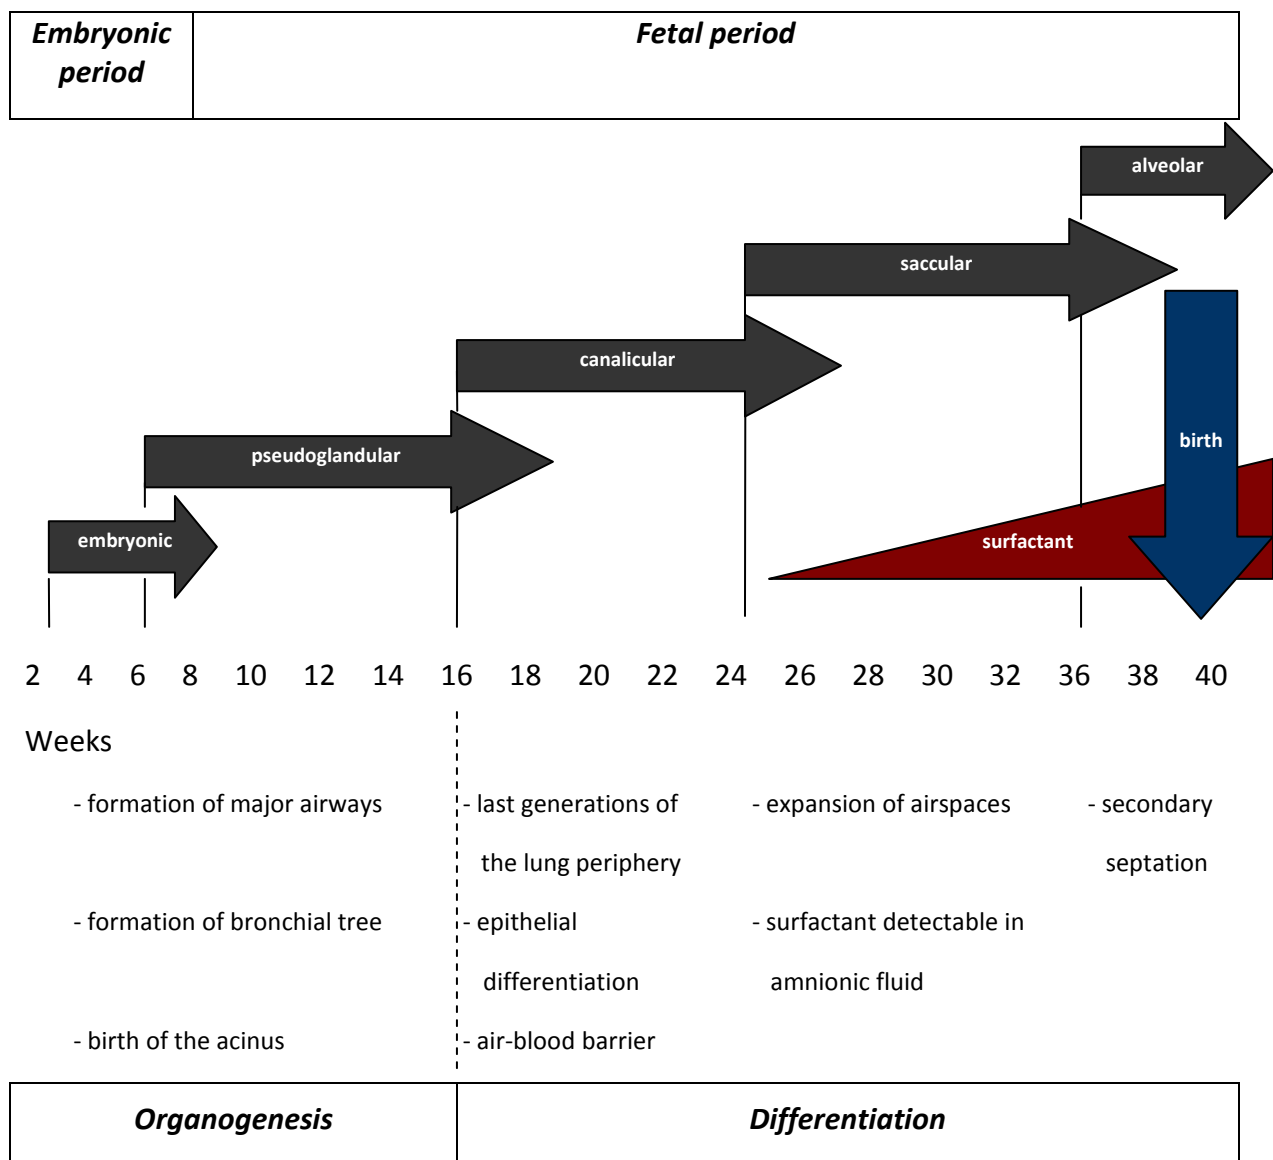 Embryonic
period
Fetal period
alveolar
saccular
canalicular
pseudoglandular
embryonic
birth
surfactant
2 4 6 8 10 12 14 16 18 20 22 24 26 28 30 32 36 38 40
Weeks
- formation of major airways
- formation of bronchial tree
- birth of the acinus
- last generations of
the lung periphery
- epithelial
differentiation
- air-blood barrier
- expansion of airspaces
- surfactant detectable in
amnionic fluid
- secondary
septation
Organogenesis
Differentiation